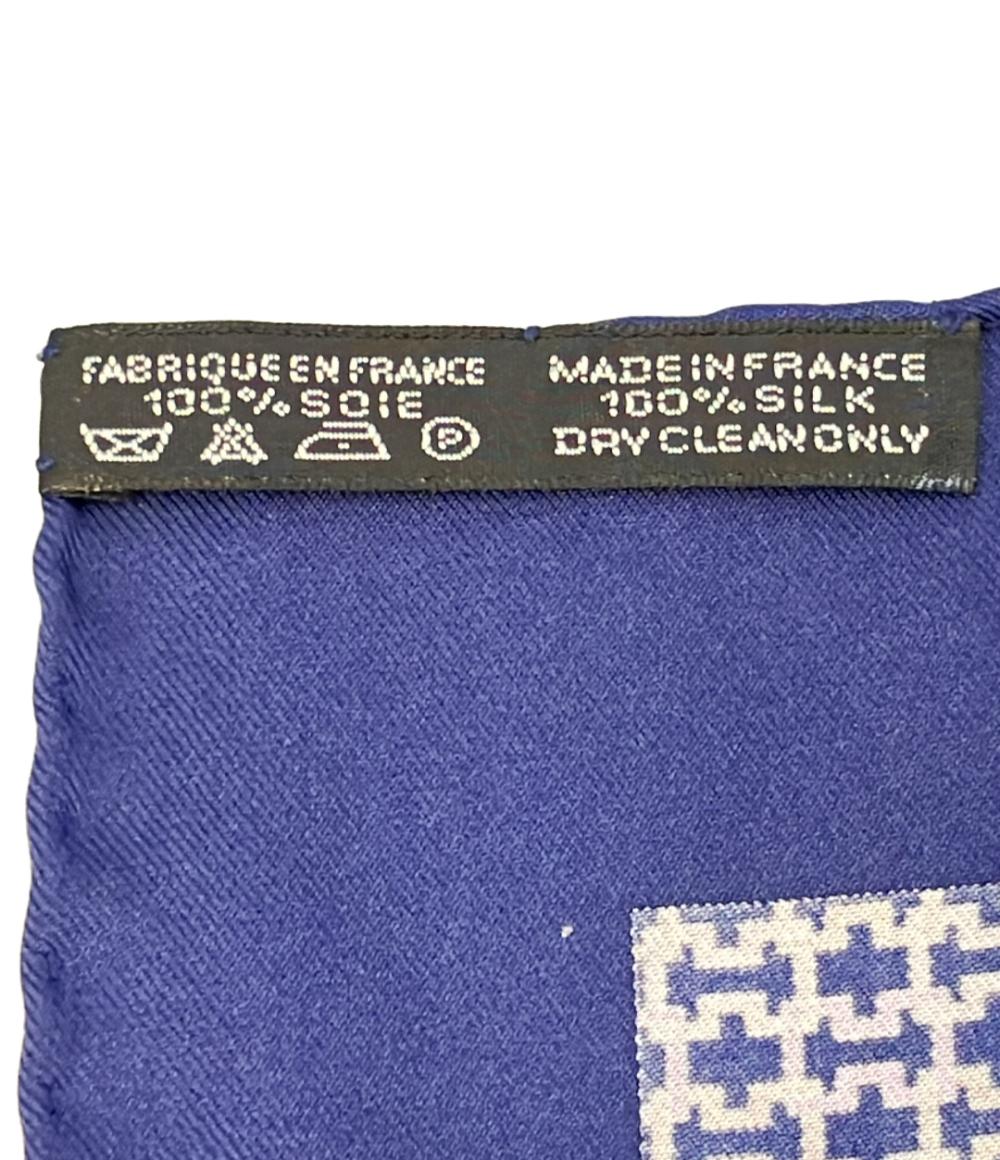 FABRIQUE EN FRANCE
100% SOIE
P
MADE IN FRANCE
100% SILK
DRY CLEAN ONLY